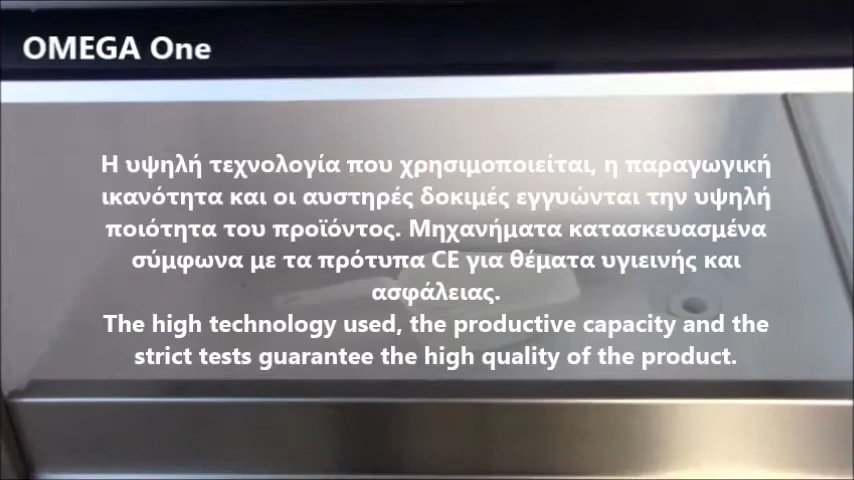 OMEGA One
Η υψηλή τεχνολογία που χρησιμοποιείται, η παραγωγική
ικανότητα και οι αυστηρές δοκιμές εγγυώνται την υψηλή
ποιότητα του προϊόντος. Μηχανήματα κατασκευασμένα
σύμφωνα με τα πρότυπα CE για θέματα υγιεινής και
ασφάλειας.
The high technology used, the productive capacity and the
strict tests guarantee the high quality of the product.